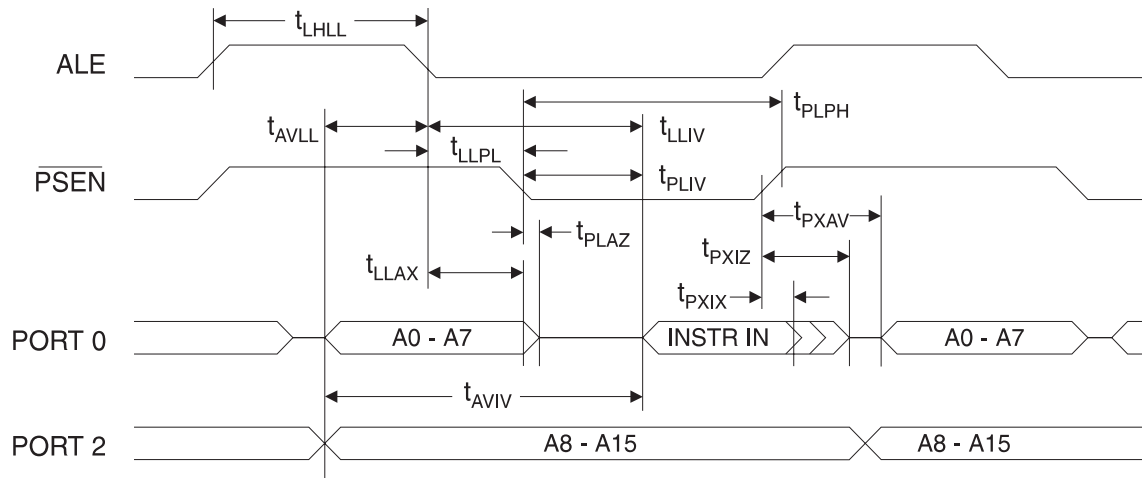 tLHLL
ALE
tPLPH
tAVLL
tLLIV
tLLPL
PSEN
tPLIV
tPXAV
tPLAZ
tLLAX
tPXIZ
tPXIX
PORT 0
A0 - A7
INSTR IN
A0 - A7
tAVIV
PORT 2
A8 - A15
A8 - A15